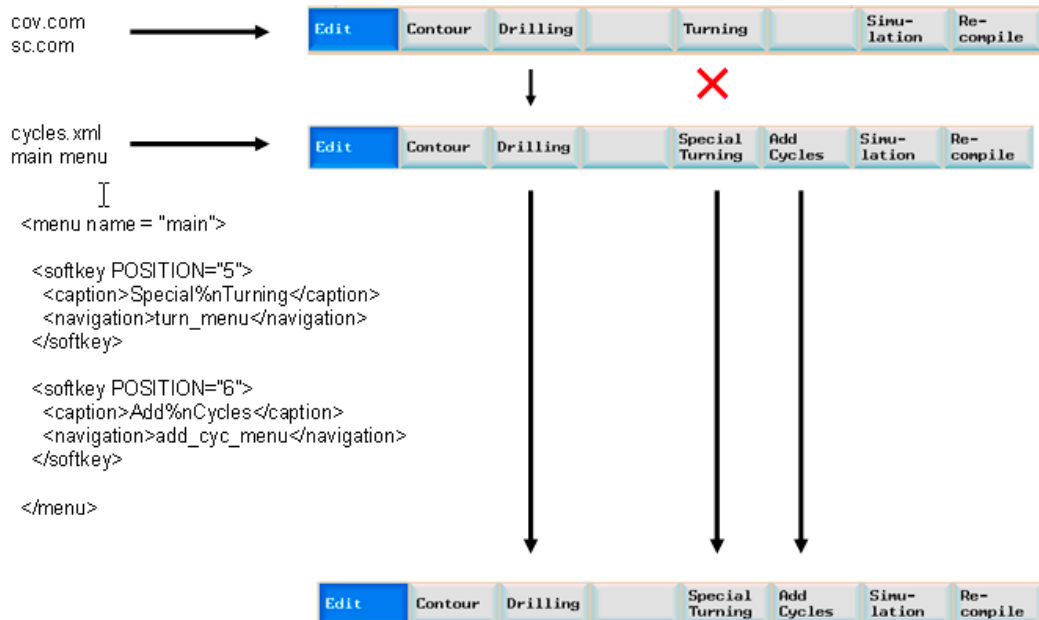 cov.com
sc.com
Edit Contour Drilling Turning Simu-
lation Re-
compile
cycles.xml
main menu
Edit Contour Drilling Special
Turning Add
Cycles Simu-
lation Re-
compile
<menu name = "main">
<softkey POSITION="5">
<caption>Special%nTurning</caption>
<navigation>turn_menu</navigation>
</softkey>
<softkey POSITION="6">
<caption>Add%nCycles</caption>
<navigation>add_cyc_menu</navigation>
</softkey>
</menu>
Edit Contour Drilling Special
Turning Add
Cycles Simu-
lation Re-
compile